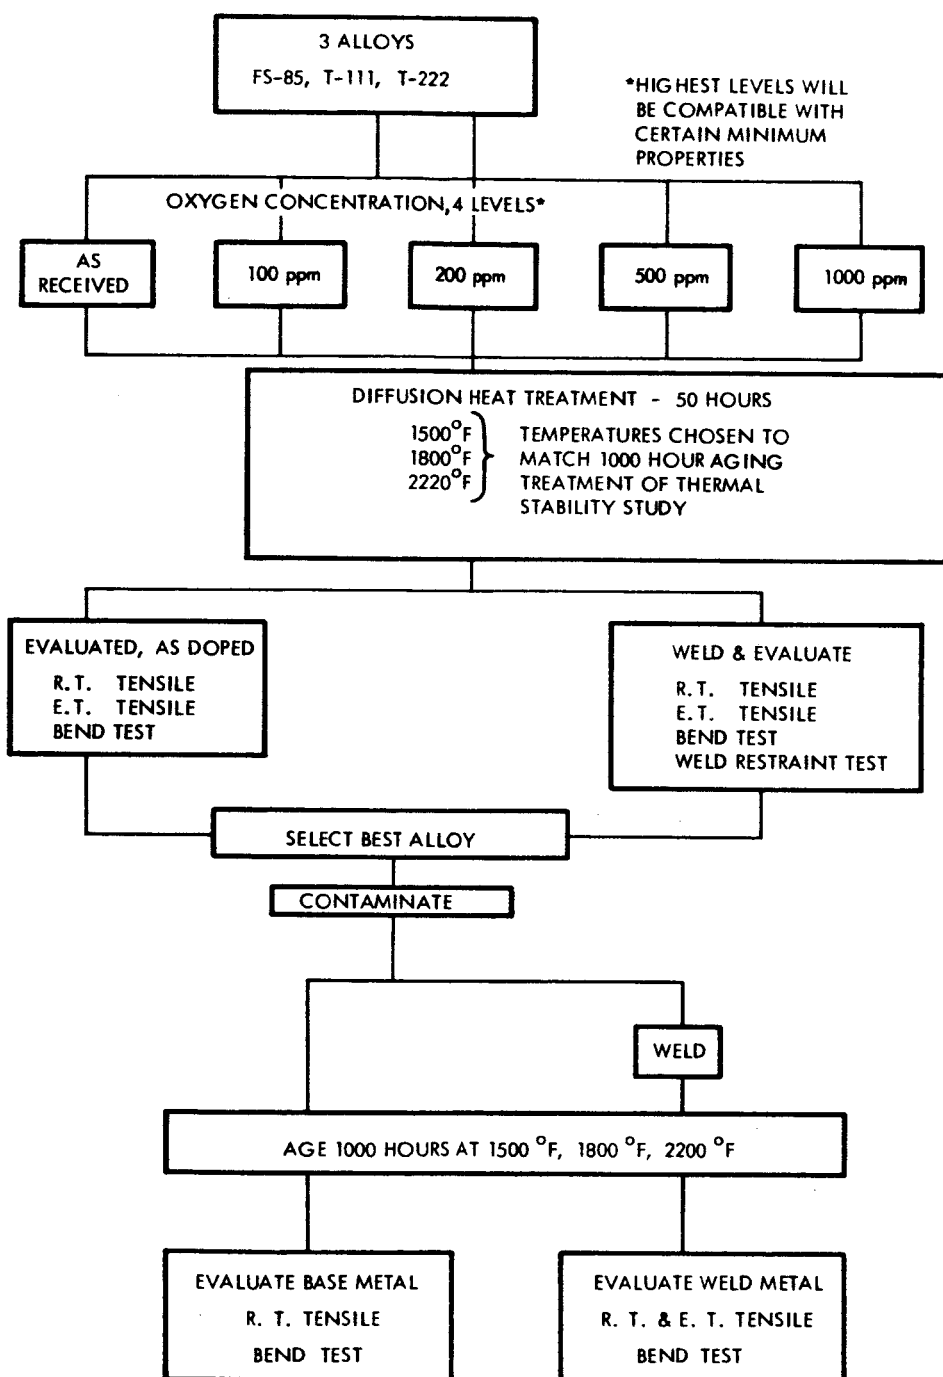 3 ALLOYS
FS-85, T-111, T-222
*HIGHEST LEVELS WILL
BE COMPATIBLE WITH
CERTAIN MINIMUM
PROPERTIES
OXYGEN CONCENTRATION, 4 LEVELS*
AS
RECEIVED
100 ppm
200 ppm
500 ppm
1000 ppm
DIFFUSION HEAT TREATMENT - 50 HOURS
1500°F
1800°F
2220°F
TEMPERATURES CHOSEN TO
MATCH 1000 HOUR AGING
TREATMENT OF THERMAL
STABILITY STUDY
EVALUATED, AS DOPED
R.T. TENSILE
E.T. TENSILE
BEND TEST
WELD & EVALUATE
R.T. TENSILE
E.T. TENSILE
BEND TEST
WELD RESTRAINT TEST
SELECT BEST ALLOY
CONTAMINATE
WELD
AGE 1000 HOURS AT 1500 °F, 1800 °F, 2200 °F
EVALUATE BASE METAL
R. T. TENSILE
BEND TEST
EVALUATE WELD METAL
R. T. & E. T. TENSILE
BEND TEST